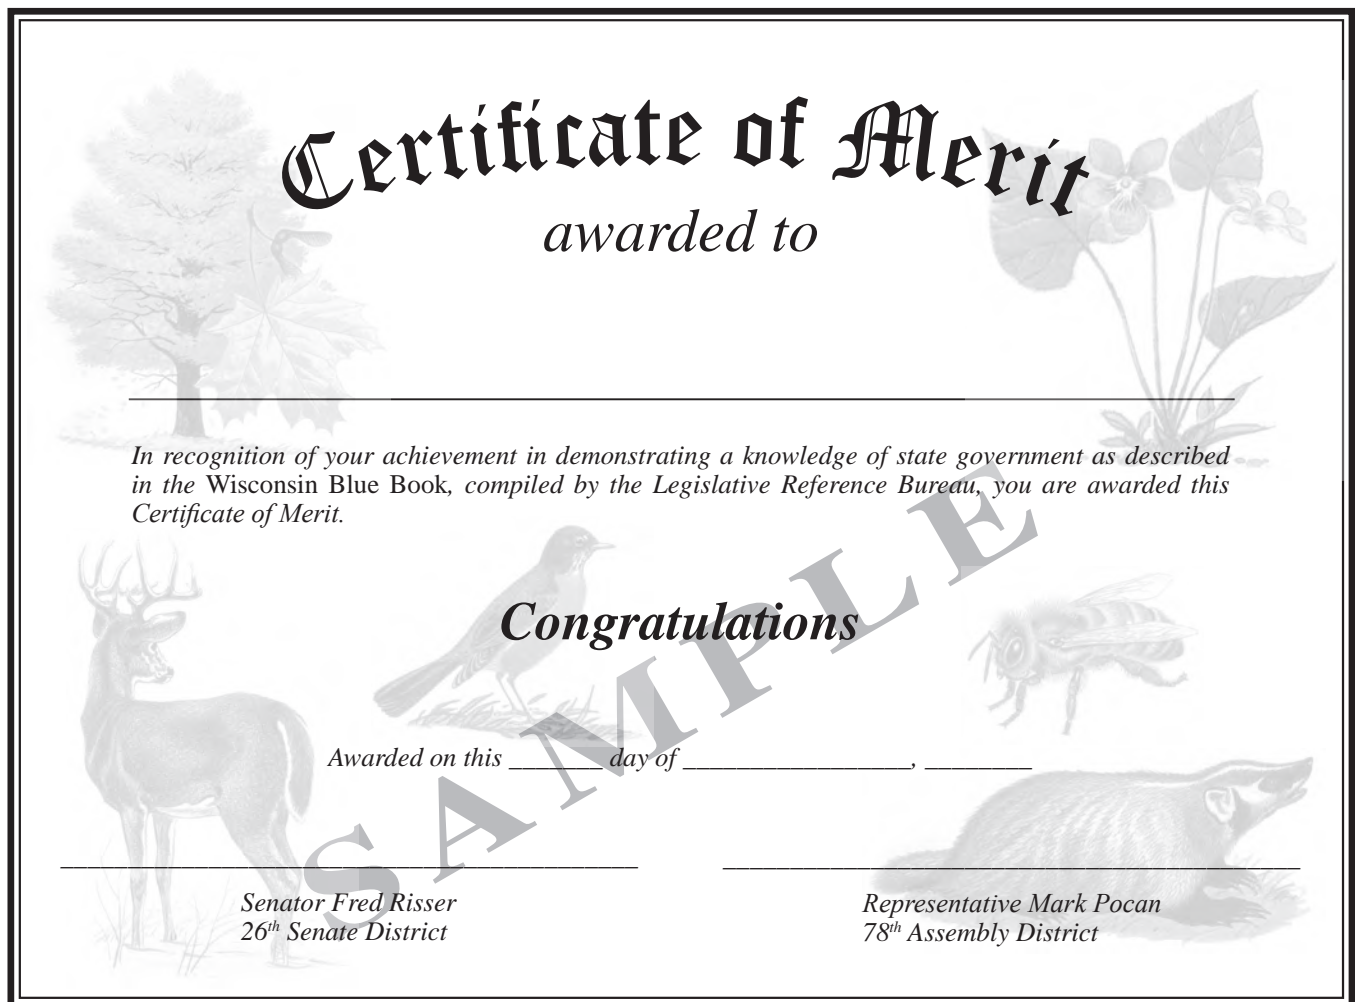 Certificate of Merit
awarded to
In recognition of your achievement in demonstrating a knowledge of state government as described
in the Wisconsin Blue Book, compiled by the Legislative Reference Bureau, you are awarded this
Certificate of Merit.
Congratulations
SAMPLE
Awarded on this _______ day of _________________, ________
Senator Fred Risser
26th Senate District
Representative Mark Pocan
78th Assembly District